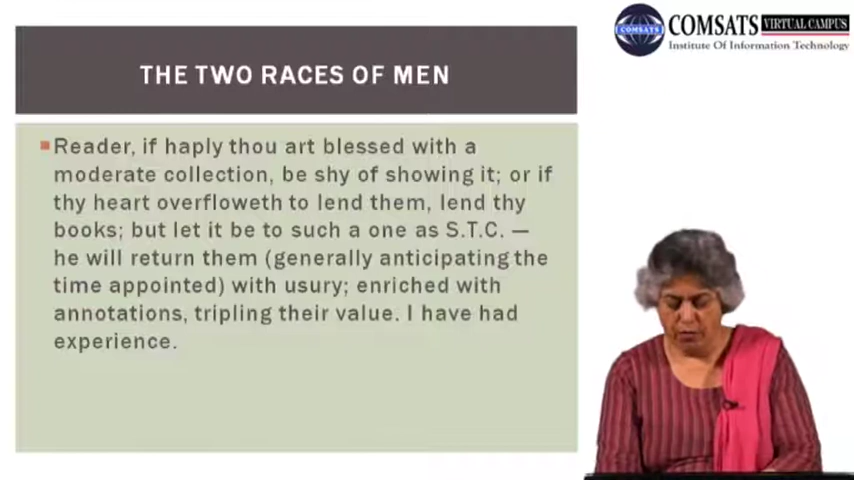 COMSATS
COMSATS VIRTUAL CAMPUS
Institute Of Information Technology
THE TWO RACES OF MEN
Reader, if haply thou art blessed with a
moderate collection, be shy of showing it; or if
thy heart overfloweth to lend them, lend thy
books; but let it be to such a one as S.T.C. —
he will return them (generally anticipating the
time appointed) with usury; enriched with
annotations, tripling their value. I have had
experience.